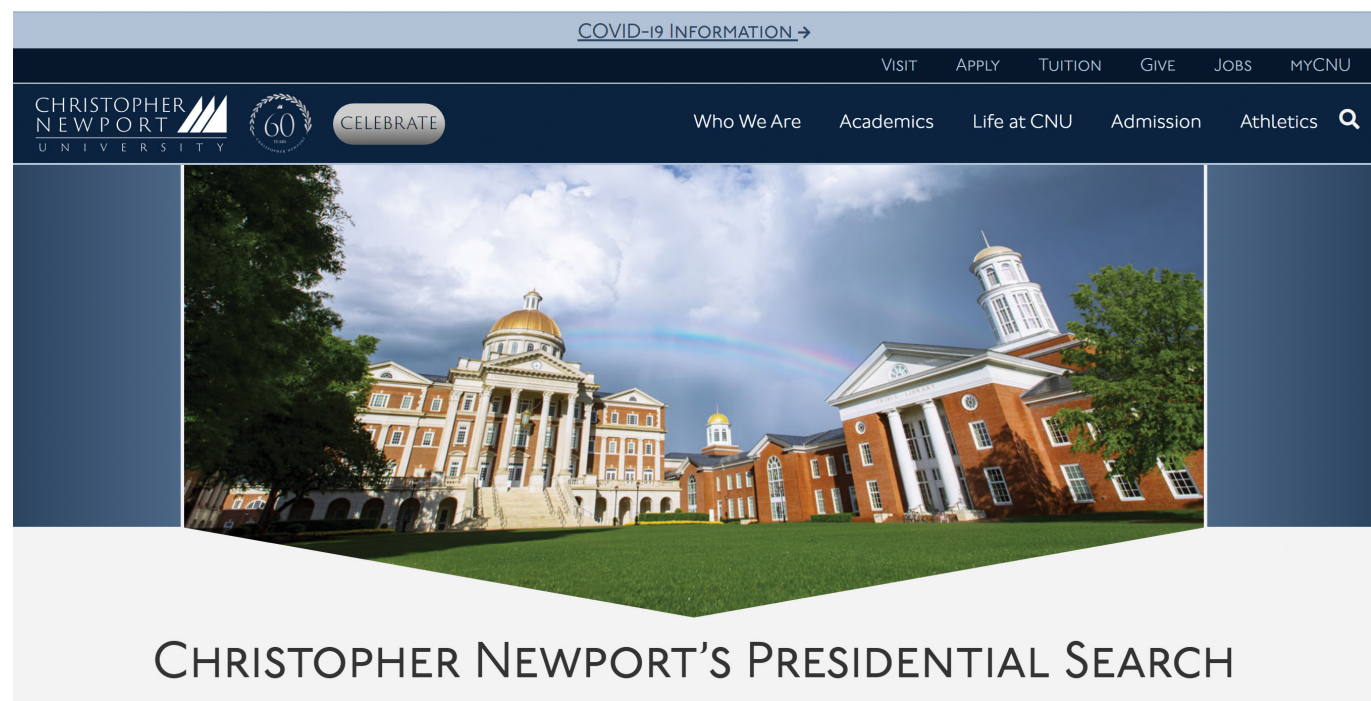 COVID-19 INFORMATION →
VISIT APPLY TUITION GIVE JOBS MYCNU
CHRISTOPHER
NEWPORT
UNIVERSITY
60
YEARS
CELEBRATE
Who We Are Academics Life at CNU Admission Athletics
CHRISTOPHER NEWPORT'S PRESIDENTIAL SEARCH